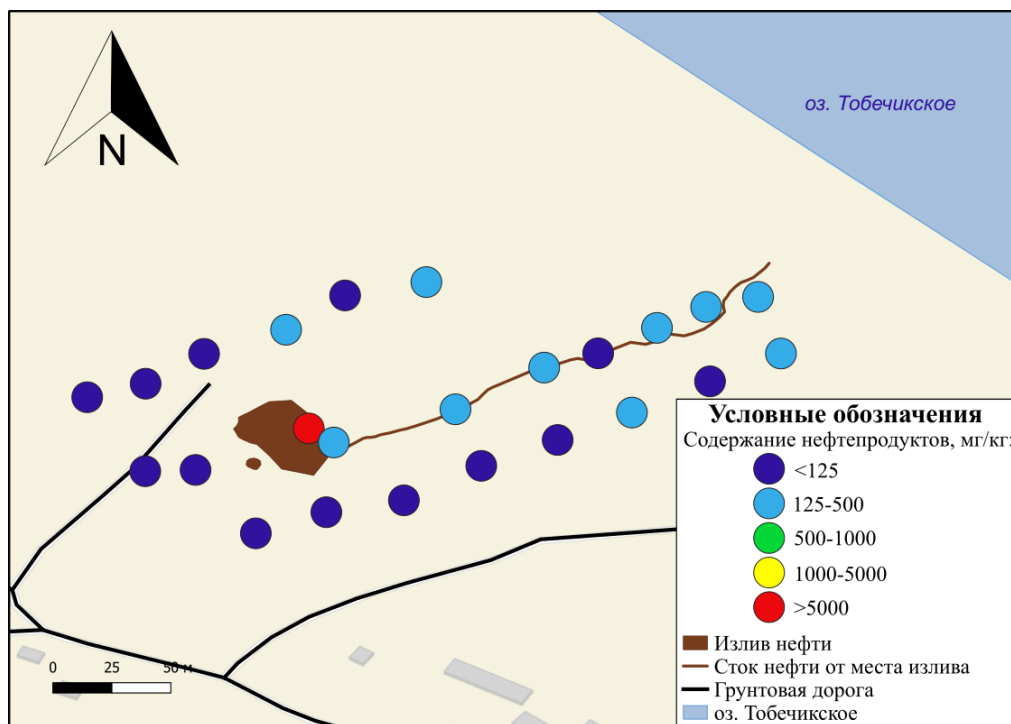 оз. Тобечикское
N
Условные обозначения
Содержание нефтепродуктов, мг/кг:
<125
125-500
500-1000
1000-5000
>5000
Излив нефти
Сток нефти от места излива
Грунтовая дорога
оз. Тобечикское
0 25 50 м